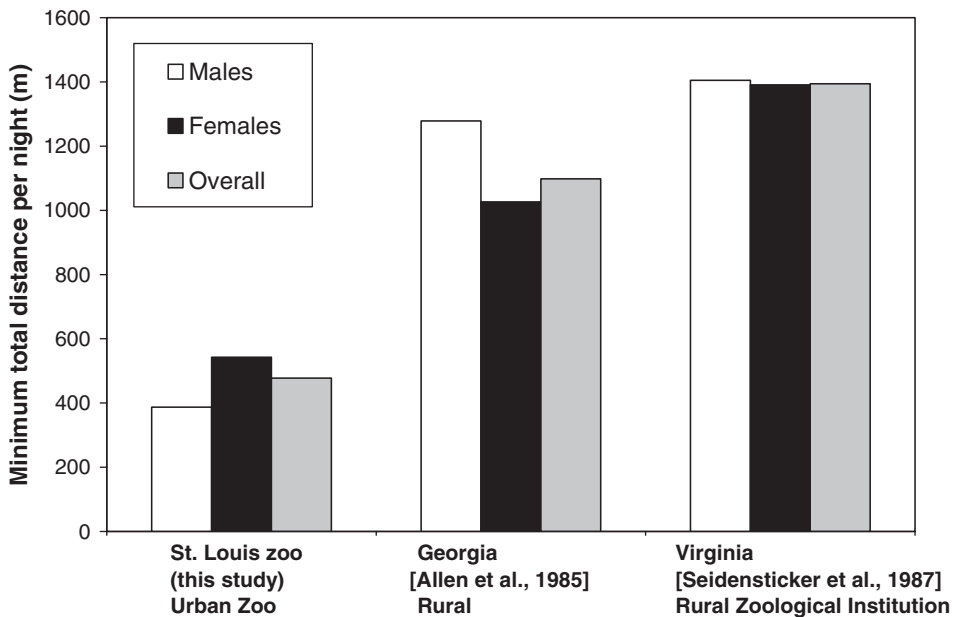 Minimum total distance per night (m)
1600
1400
1200
1000
800
600
400
200
0
Males
Females
Overall
St. Louis zoo
(this study)
Urban Zoo
Georgia
[Allen et al., 1985]
Rural
Virginia
[Seidensticker et al., 1987]
Rural Zoological Institution